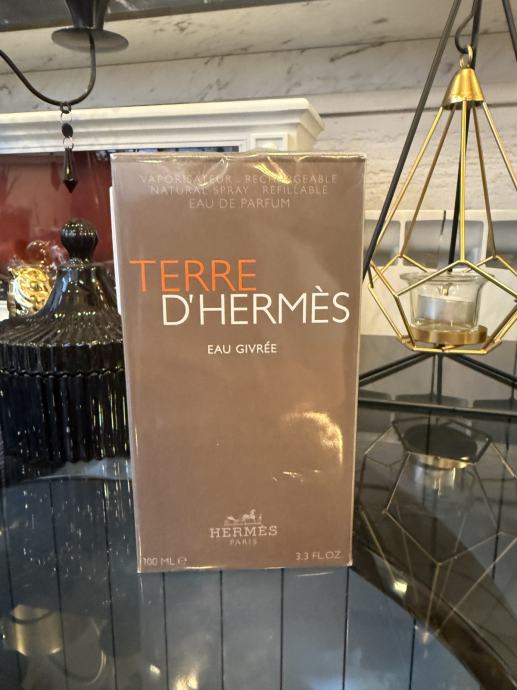 VAPORISATEUR . RECHARGEABLE
NATURAL SPRAY . REFILLABLE
EAU DE PARFUM
TERRE
D'HERMÈS
EAU GIVRÉE
HERMÈS
PARIS
100 ML ℮ 3.3 FL.OZ.